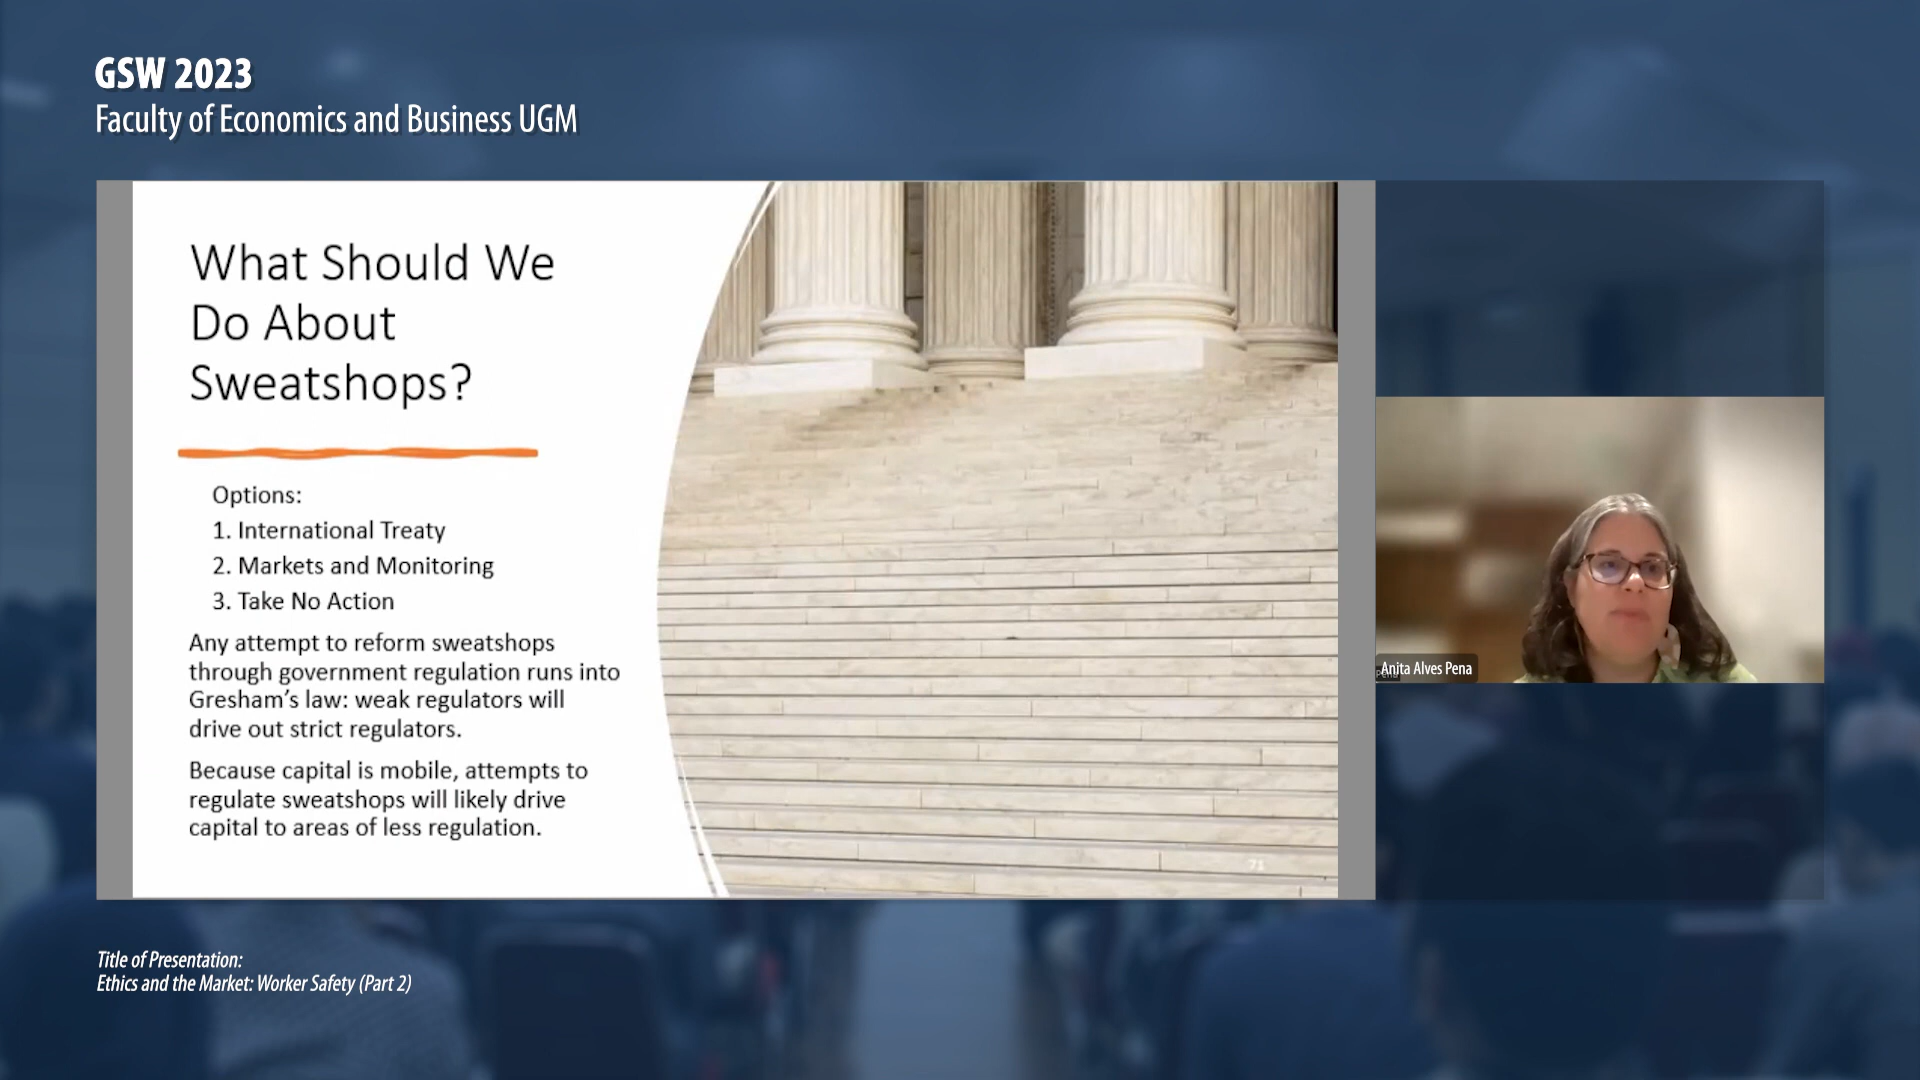 GSW 2023
Faculty of Economics and Business UGM
What Should We
Do About
Sweatshops?
Options:
1. International Treaty
2. Markets and Monitoring
3. Take No Action
Any attempt to reform sweatshops
through government regulation runs into
Gresham’s law: weak regulators will
drive out strict regulators.
Because capital is mobile, attempts to
regulate sweatshops will likely drive
capital to areas of less regulation.
71
Anita Alves Pena
Title of Presentation:
Ethics and the Market: Worker Safety (Part 2)